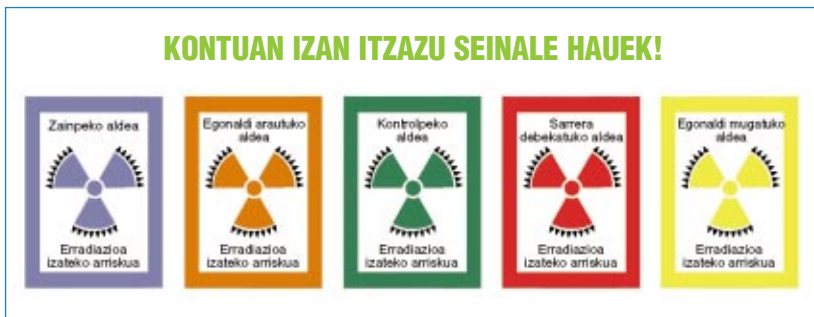 KONTUAN IZAN ITZAZU SEINALE HAUEK!
Zainpeko aldea
Erradiazioa
izateko arriskua
Egonaldi arautuko
aldea
Erradiazioa
izateko arriskua
Kontrolpeko
aldea
Erradiazioa
izateko arriskua
Sarrera
debekatuko aldea
Erradiazioa
izateko arriskua
Egonaldi mugatuko
aldea
Erradiazioa
izateko arriskua